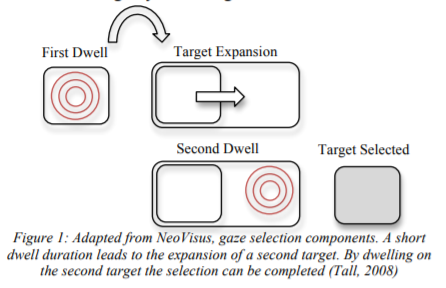 First Dwell
Target Expansion
Second Dwell
Target Selected
Figure 1: Adapted from NeoVisus, gaze selection components. A short
dwell duration leads to the expansion of a second target. By dwelling on
the second target the selection can be completed (Tall, 2008)